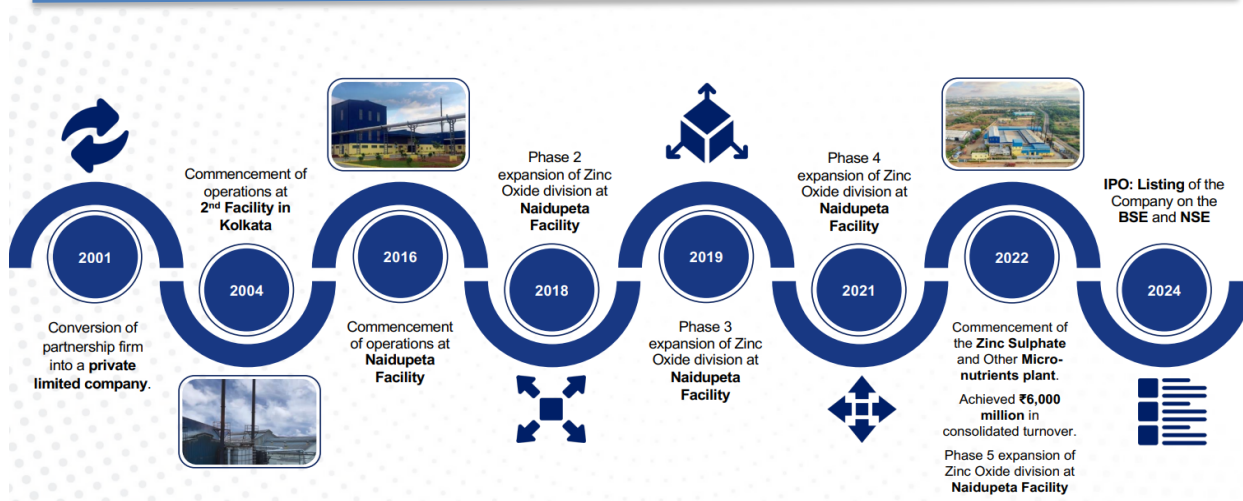 2001
Conversion of
partnership firm
into a private
limited company.
Commencement of
operations at
2nd Facility in
Kolkata
2004
2016
Commencement
of operations at
Naidupeta
Facility
Phase 2
expansion of Zinc
Oxide division at
Naidupeta
Facility
2018
2019
Phase 3
expansion of Zinc
Oxide division at
Naidupeta
Facility
Phase 4
expansion of Zinc
Oxide division at
Naidupeta
Facility
2021
2022
Commencement of
the Zinc Sulphate
and Other Micro-
nutrients plant.
Achieved ₹6,000
million in
consolidated turnover.
Phase 5 expansion of
Zinc Oxide division at
Naidupeta Facility
IPO: Listing of the
Company on the
BSE and NSE
2024